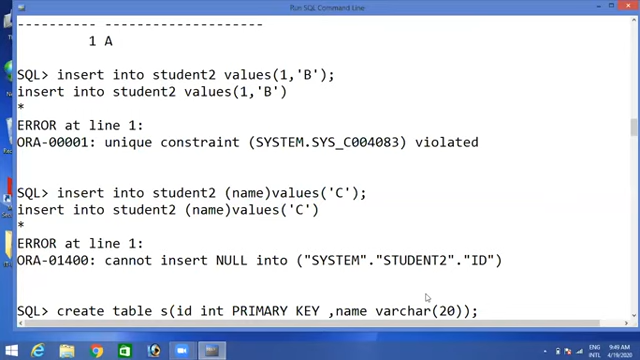 Run SQL Command Line
---------- --------------------
1 A
SQL> insert into student2 values(1,'B');
insert into student2 values(1,'B')
*
ERROR at line 1:
ORA-00001: unique constraint (SYSTEM.SYS_C004083) violated
SQL> insert into student2 (name)values('C');
insert into student2 (name)values('C')
*
ERROR at line 1:
ORA-01400: cannot insert NULL into ("SYSTEM"."STUDENT2"."ID")
SQL> create table s(id int PRIMARY KEY ,name varchar(20));
ENG
9:49 AM
4/19/2020